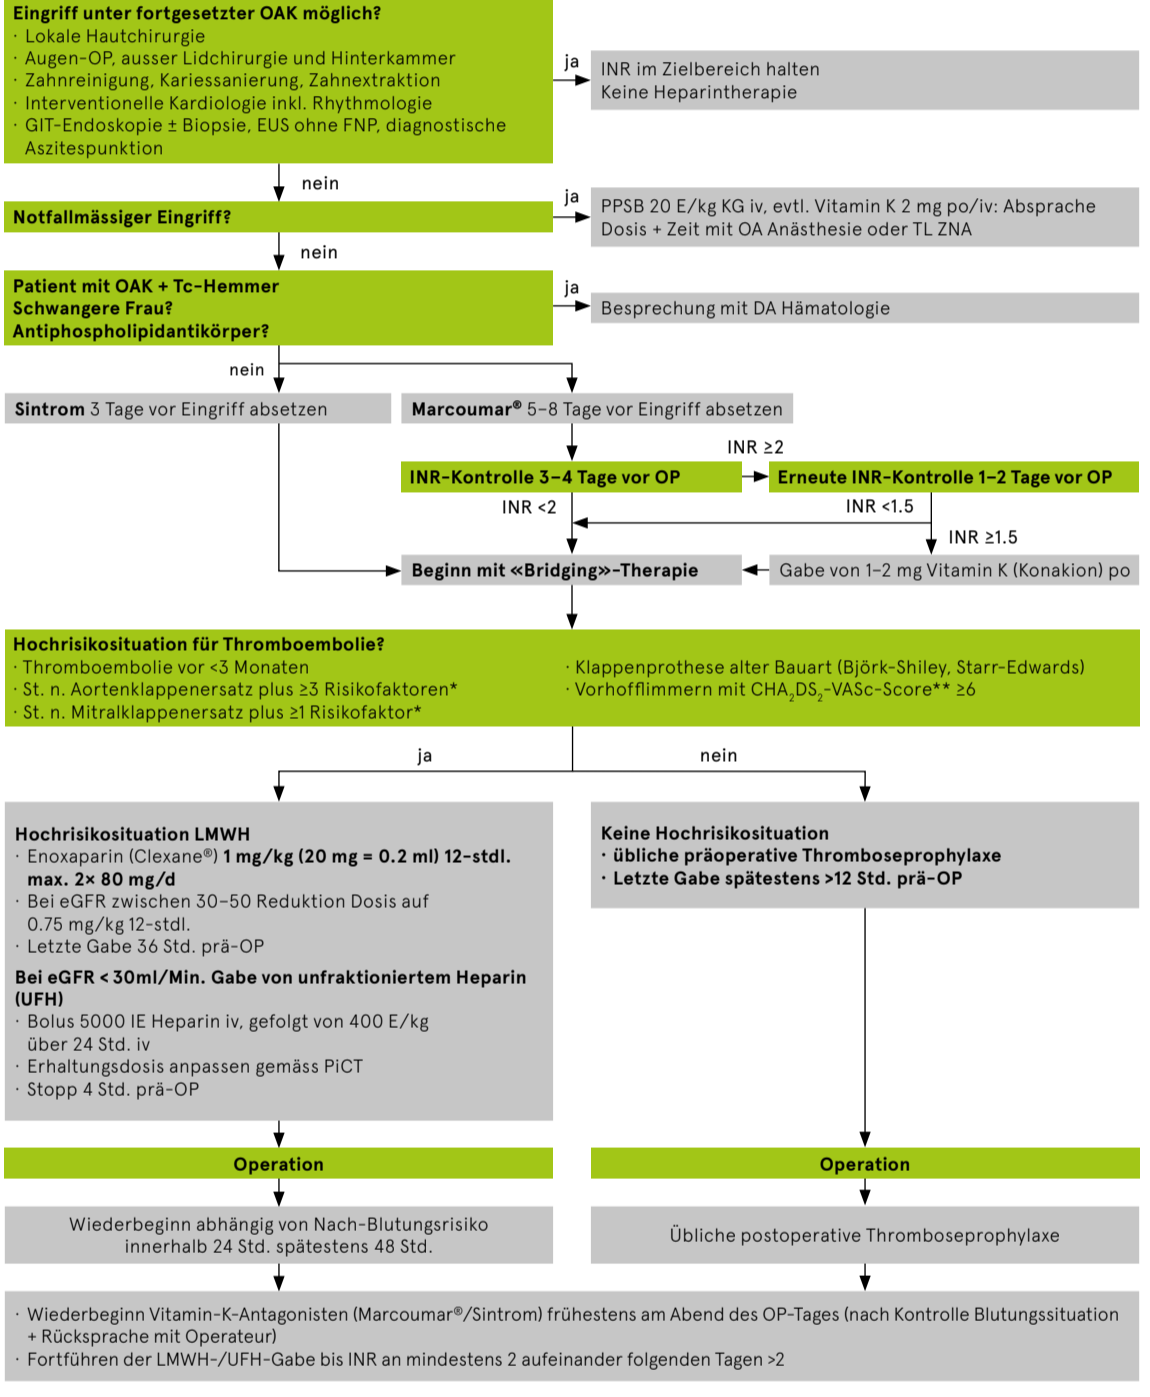 Eingriff unter fortgesetzter OAK möglich?
· Lokale Hautchirurgie
· Augen-OP, ausser Lidchirurgie und Hinterkammer
· Zahnreinigung, Kariessanierung, Zahnextraktion
· Interventionelle Kardiologie inkl. Rhythmologie
· GIT-Endoskopie ± Biopsie, EUS ohne FNP, diagnostische
Aszitespunktion
ja
INR im Zielbereich halten
Keine Heparintherapie
nein
Notfallmässiger Eingriff?
ja
PPSB 20 E/kg KG iv, evtl. Vitamin K 2 mg po/iv: Absprache
Dosis + Zeit mit OA Anästhesie oder TL ZNA
nein
Patient mit OAK + Tc-Hemmer
Schwangere Frau?
Antiphospholipidantikörper?
ja
Besprechung mit DA Hämatologie
nein
Sintrom 3 Tage vor Eingriff absetzen
Marcoumar® 5–8 Tage vor Eingriff absetzen
INR ≥2
INR-Kontrolle 3–4 Tage vor OP
Erneute INR-Kontrolle 1–2 Tage vor OP
INR <2
INR <1.5
INR ≥1.5
Beginn mit «Bridging»-Therapie
Gabe von 1–2 mg Vitamin K (Konakion) po
Hochrisikosituation für Thromboembolie?
· Thromboembolie vor <3 Monaten
· St. n. Aortenklappenersatz plus ≥3 Risikofaktoren*
· St. n. Mitralklappenersatz plus ≥1 Risikofaktor*
· Klappenprothese alter Bauart (Björk-Shiley, Starr-Edwards)
· Vorhofflimmern mit CHA₂DS₂-VASc-Score** ≥6
ja
nein
Hochrisikosituation LMWH
· Enoxaparin (Clexane®) 1 mg/kg (20 mg = 0.2 ml) 12-stdl.
max. 2× 80 mg/d
· Bei eGFR zwischen 30–50 Reduktion Dosis auf
0.75 mg/kg 12-stdl.
· Letzte Gabe 36 Std. prä-OP
Bei eGFR < 30ml/Min. Gabe von unfraktioniertem Heparin
(UFH)
· Bolus 5000 IE Heparin iv, gefolgt von 400 E/kg
über 24 Std. iv
· Erhaltungsdosis anpassen gemäss PiCT
· Stopp 4 Std. prä-OP
Keine Hochrisikosituation
· übliche präoperative Thromboseprophylaxe
· Letzte Gabe spätestens >12 Std. prä-OP
Operation
Operation
Wiederbeginn abhängig von Nach-Blutungsrisiko
innerhalb 24 Std. spätestens 48 Std.
Übliche postoperative Thromboseprophylaxe
· Wiederbeginn Vitamin-K-Antagonisten (Marcoumar®/Sintrom) frühestens am Abend des OP-Tages (nach Kontrolle Blutungssituation
+ Rücksprache mit Operateur)
· Fortführen der LMWH-/UFH-Gabe bis INR an mindestens 2 aufeinander folgenden Tagen >2